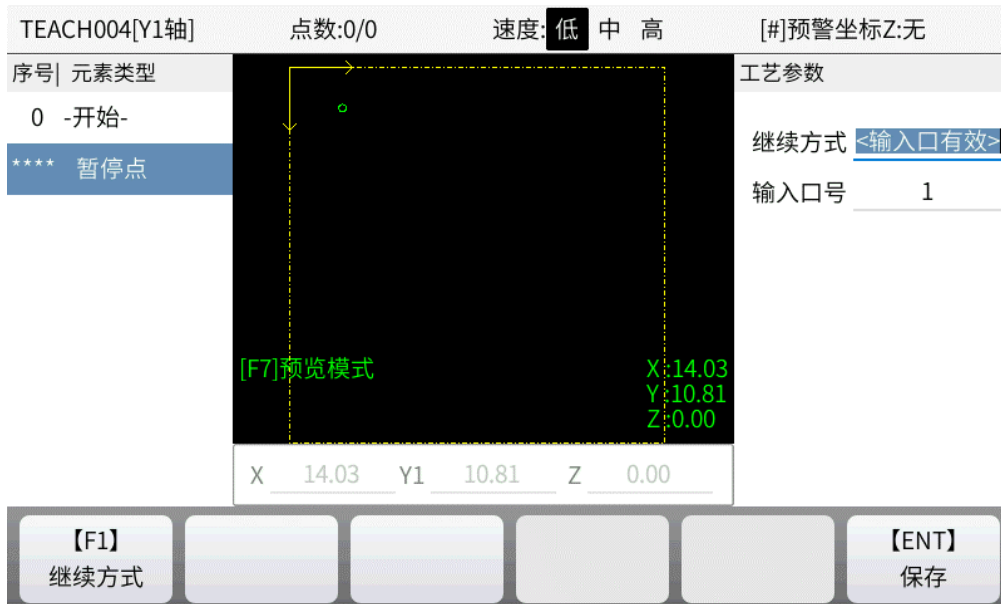 TEACH004[Y1轴] 点数:0/0 速度: 低 中 高 [#]预警坐标Z:无
序号| 元素类型
0 -开始-
**** 暂停点
[F7]预览模式
X:14.03
Y:10.81
Z:0.00
X 14.03 Y1 10.81 Z 0.00
工艺参数
继续方式 <输入口有效>
输入口号 1
【F1】
继续方式
【ENT】
保存